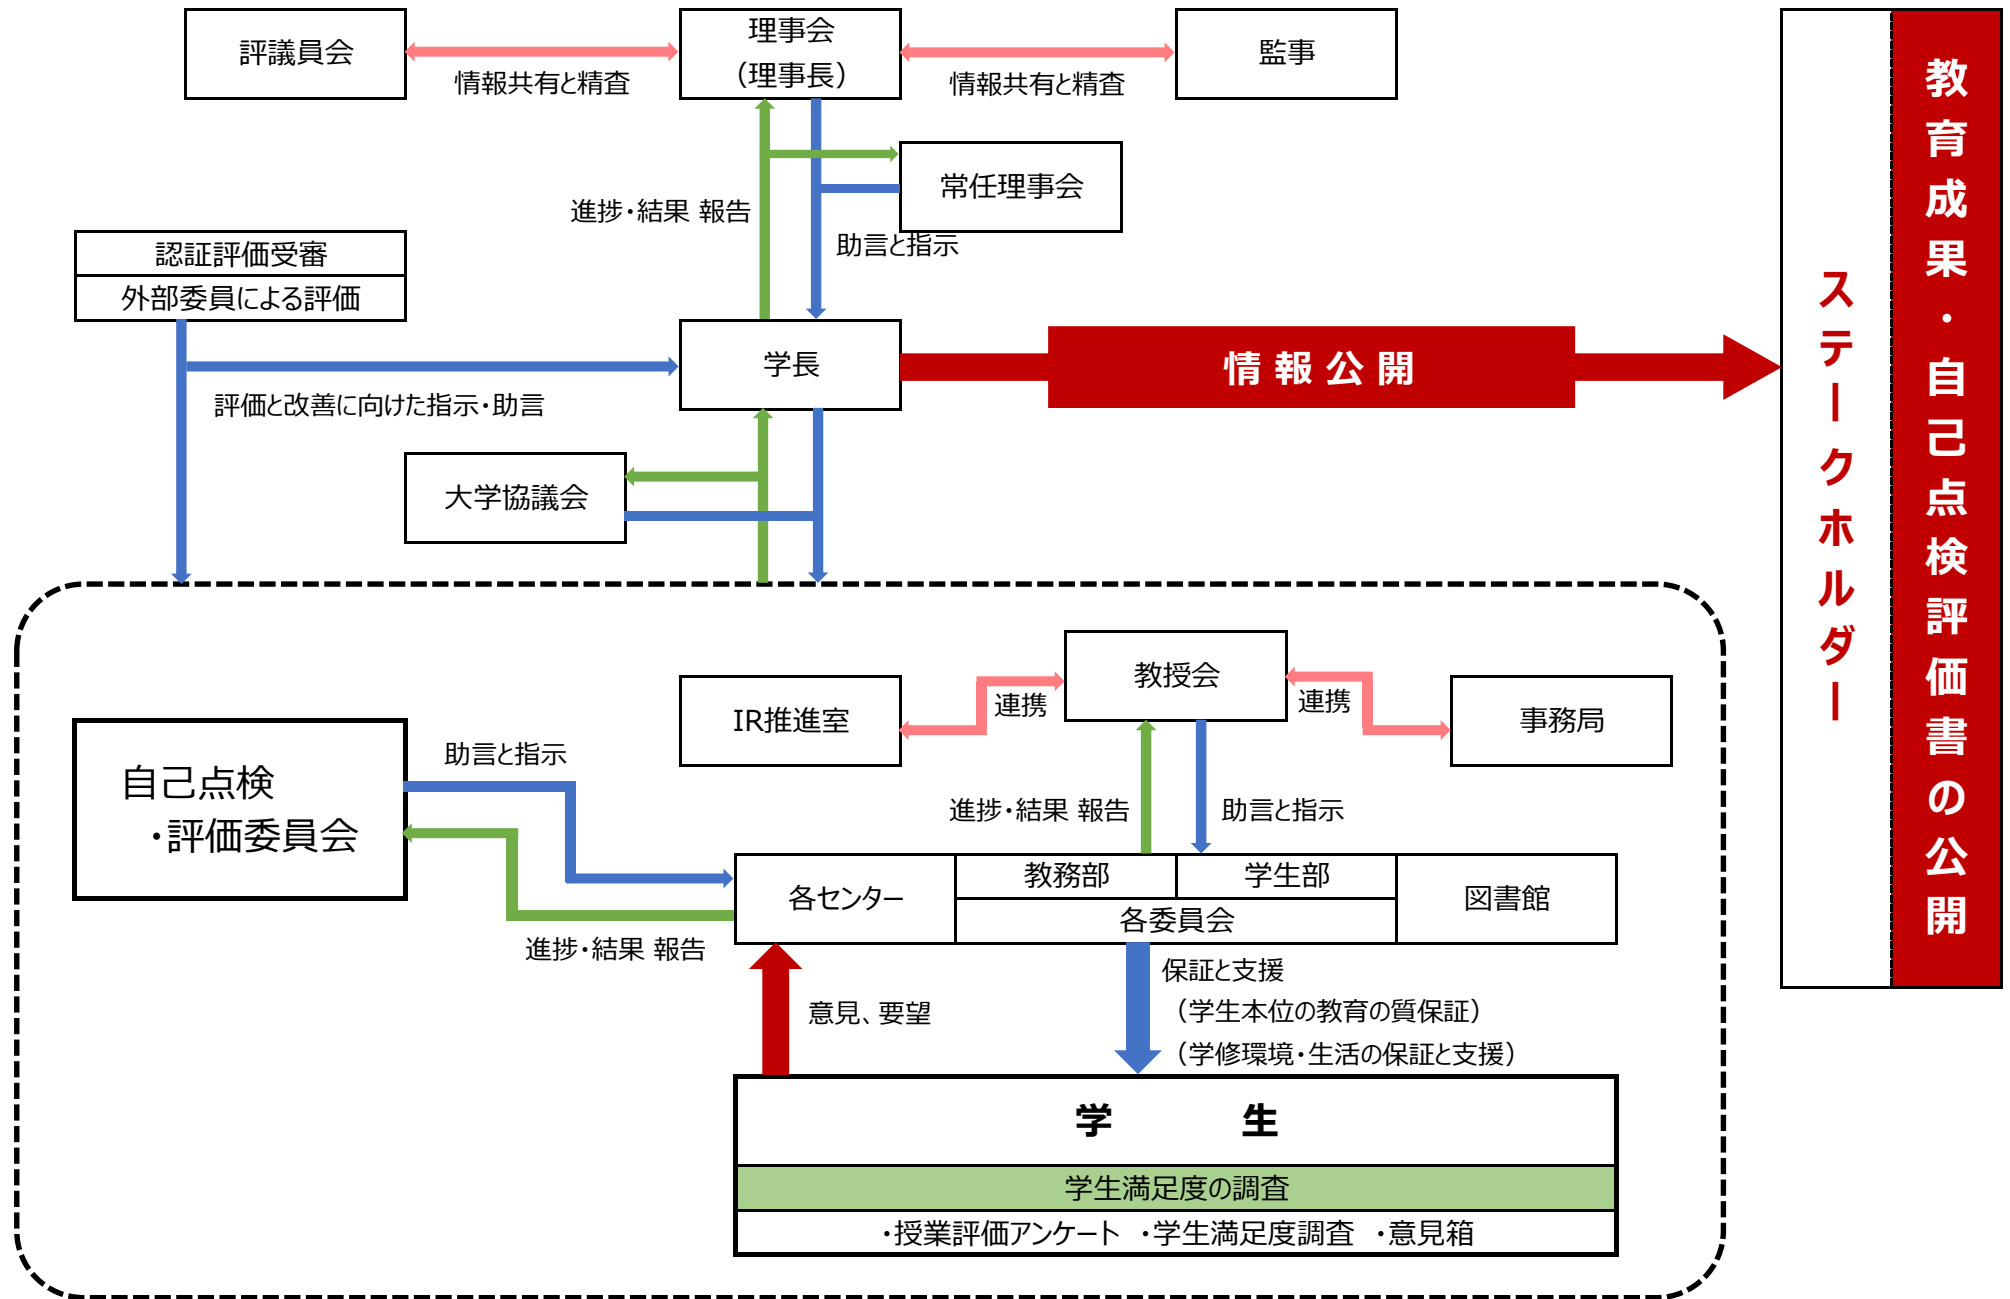 評議員会
情報共有と精査
理事会
（理事長）
情報共有と精査
監事
常任理事会
進捗・結果 報告
助言と指示
認証評価受審
外部委員による評価
評価と改善に向けた指示・助言
学長
情報公開
大学協議会
ステークホルダー
教育成果・自己点検評価書の公開
教授会
IR推進室
連携
連携
事務局
自己点検
・評価委員会
助言と指示
進捗・結果 報告
進捗・結果 報告
助言と指示
各センター
教務部
学生部
各委員会
図書館
意見、要望
保証と支援
（学生本位の教育の質保証）
（学修環境・生活の保証と支援）
学 生
学生満足度の調査
・授業評価アンケート ・学生満足度調査 ・意見箱